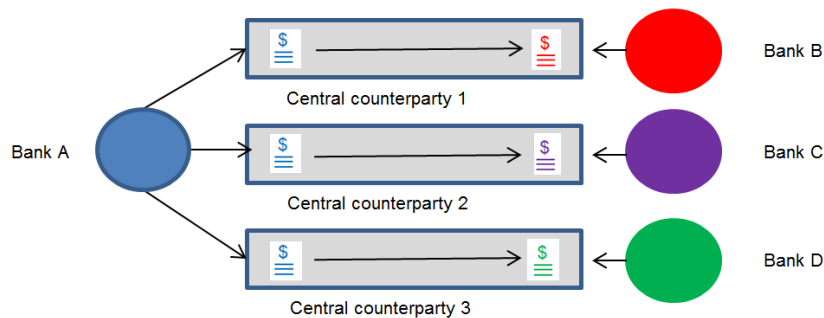 $ $
Bank B
Central counterparty 1
Bank A
$ $
Bank C
Central counterparty 2
$ $
Bank D
Central counterparty 3